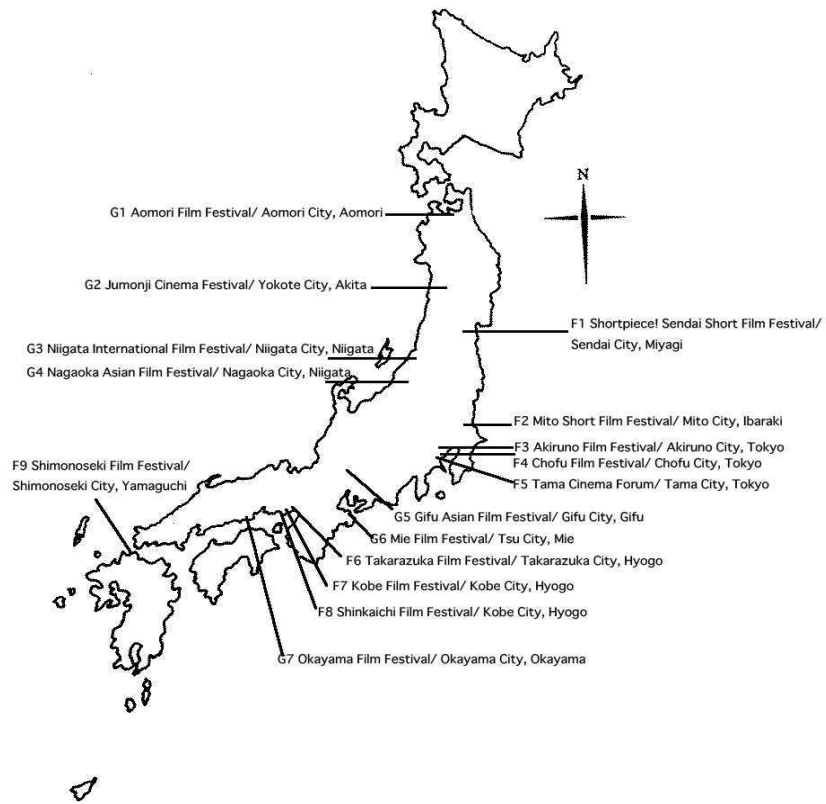 N
G1 Aomori Film Festival/ Aomori City, Aomori
G2 Jumonji Cinema Festival/ Yokote City, Akita
F1 Shortpiece! Sendai Short Film Festival/
Sendai City, Miyagi
G3 Niigata International Film Festival/ Niigata City, Niigata
G4 Nagaoka Asian Film Festival/ Nagaoka City, Niigata
F2 Mito Short Film Festival/ Mito City, Ibaraki
F3 Akiruno Film Festival/ Akiruno City, Tokyo
F4 Chofu Film Festival/ Chofu City, Tokyo
F5 Tama Cinema Forum/ Tama City, Tokyo
F9 Shimonoseki Film Festival/
Shimonoseki City, Yamaguchi
G5 Gifu Asian Film Festival/ Gifu City, Gifu
G6 Mie Film Festival/ Tsu City, Mie
F6 Takarazuka Film Festival/ Takarazuka City, Hyogo
F7 Kobe Film Festival/ Kobe City, Hyogo
F8 Shinkaichi Film Festival/ Kobe City, Hyogo
G7 Okayama Film Festival/ Okayama City, Okayama